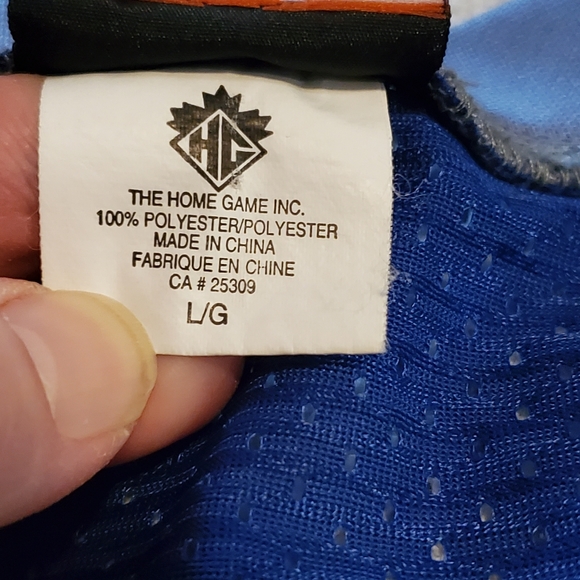 HG
THE HOME GAME INC.
100% POLYESTER/POLYESTER
MADE IN CHINA
FABRIQUE EN CHINE
CA # 25309
L/G